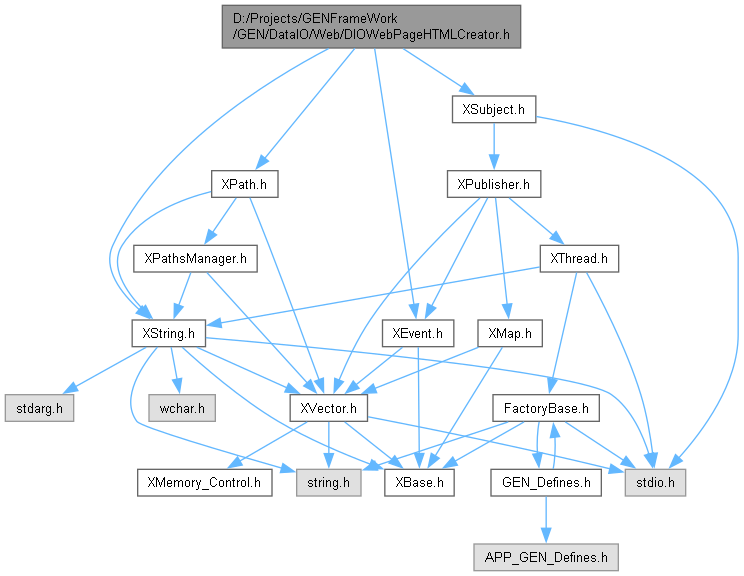 D:/Projects/GENFrameWork
/GEN/DataIO/Web/DIOWebPageHTMLCreator.h
XSubject.h
XPath.h
XPublisher.h
XPathsManager.h
XThread.h
XString.h
XEvent.h
XMap.h
stdarg.h
wchar.h
XVector.h
FactoryBase.h
XMemory_Control.h
string.h
XBase.h
GEN_Defines.h
stdio.h
APP_GEN_Defines.h